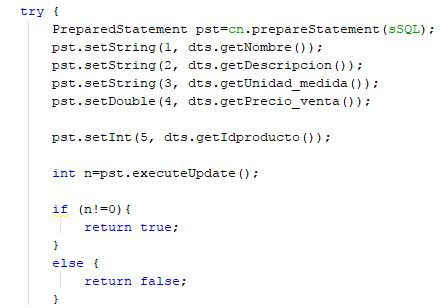 try {
PreparedStatement pst=cn.prepareStatement(sSQL);
pst.setString(1, dts.getNombre());
pst.setString(2, dts.getDescripcion());
pst.setString(3, dts.getUnidad_medida());
pst.setDouble(4, dts.getPrecio_venta());
pst.setInt(5, dts.getIdproducto());
int n=pst.executeUpdate();
if (n!=0){
return true;
}
else {
return false;
}